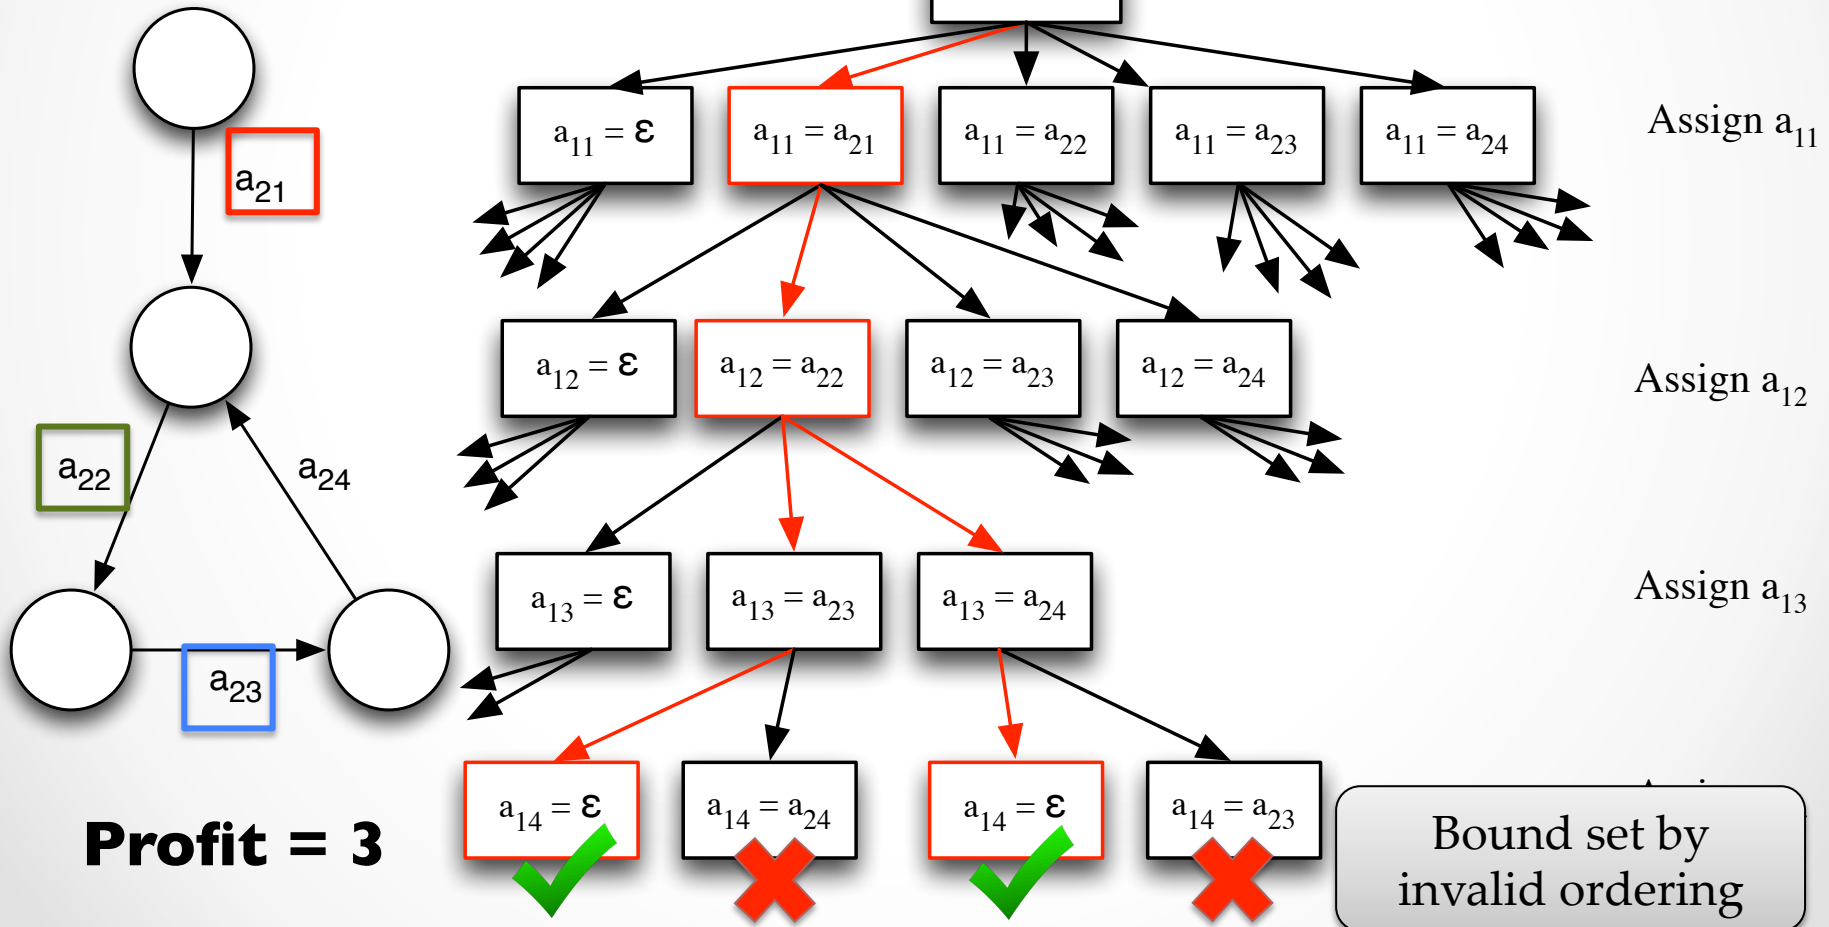 a11 = ε
a11 = a21
a11 = a22
a11 = a23
a11 = a24
Assign a11
a21
a12 = ε
a12 = a22
a12 = a23
a12 = a24
Assign a12
a22
a24
a13 = ε
a13 = a23
a13 = a24
Assign a13
a23
a14 = ε
a14 = a24
a14 = ε
a14 = a23
Profit = 3
Bound set by
invalid ordering